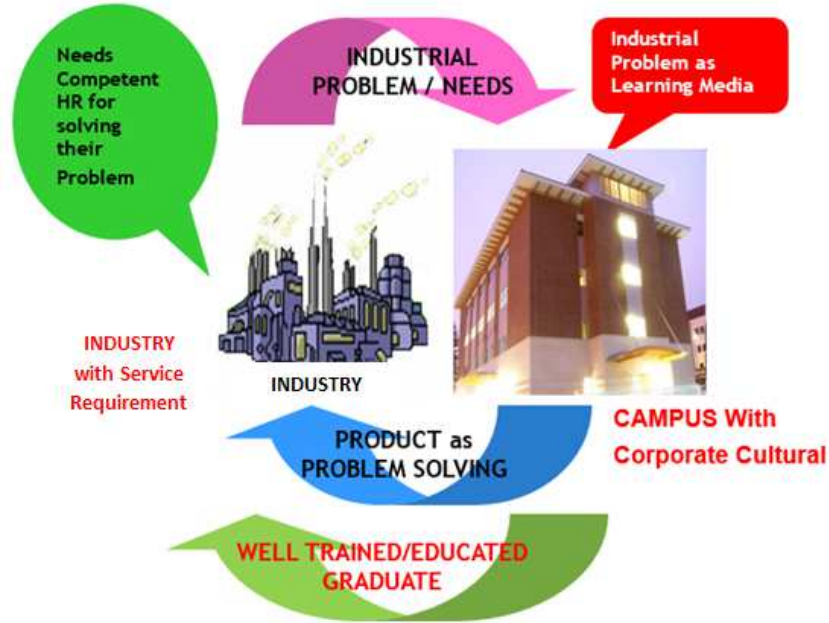 Needs
Competent
HR for
solving
their
Problem
INDUSTRIAL
PROBLEM / NEEDS
Industrial
Problem as
Learning Media
INDUSTRY
with Service
Requirement
INDUSTRY
CAMPUS With
Corporate Cultural
PRODUCT as
PROBLEM SOLVING
WELL TRAINED/EDUCATED
GRADUATE